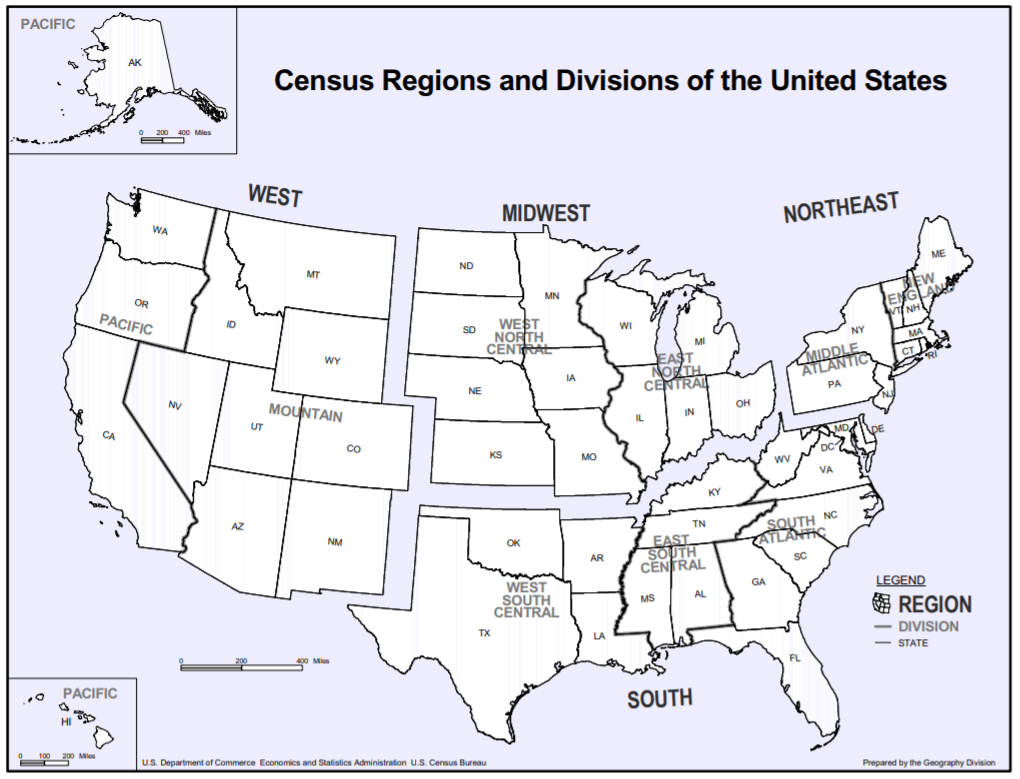 PACIFIC
AK
0 200 400 Miles
Census Regions and Divisions of the United States
WEST
MIDWEST
NORTHEAST
WA
MT
ND
MN
ME
OR
ID
SD
WI
MI
NY
VT
NH
NEW
ENGLAND
MA
CT
RI
PACIFIC
WY
WEST
NORTH
CENTRAL
EAST
NORTH
CENTRAL
MIDDLE
ATLANTIC
PA
NJ
NV
NE
IA
IL
IN
OH
CA
UT
MOUNTAIN
CO
KS
MO
WV
MD
DE
DC
VA
KY
AZ
NM
OK
AR
TN
NC
SOUTH
ATLANTIC
SC
EAST
SOUTH
CENTRAL
WEST
SOUTH
CENTRAL
MS
AL
GA
TX
LA
FL
LEGEND
REGION
DIVISION
STATE
0 200 400 Miles
SOUTH
PACIFIC
HI
0 100 200 Miles
U.S. Department of Commerce Economics and Statistics Administration U.S. Census Bureau
Prepared by the Geography Division